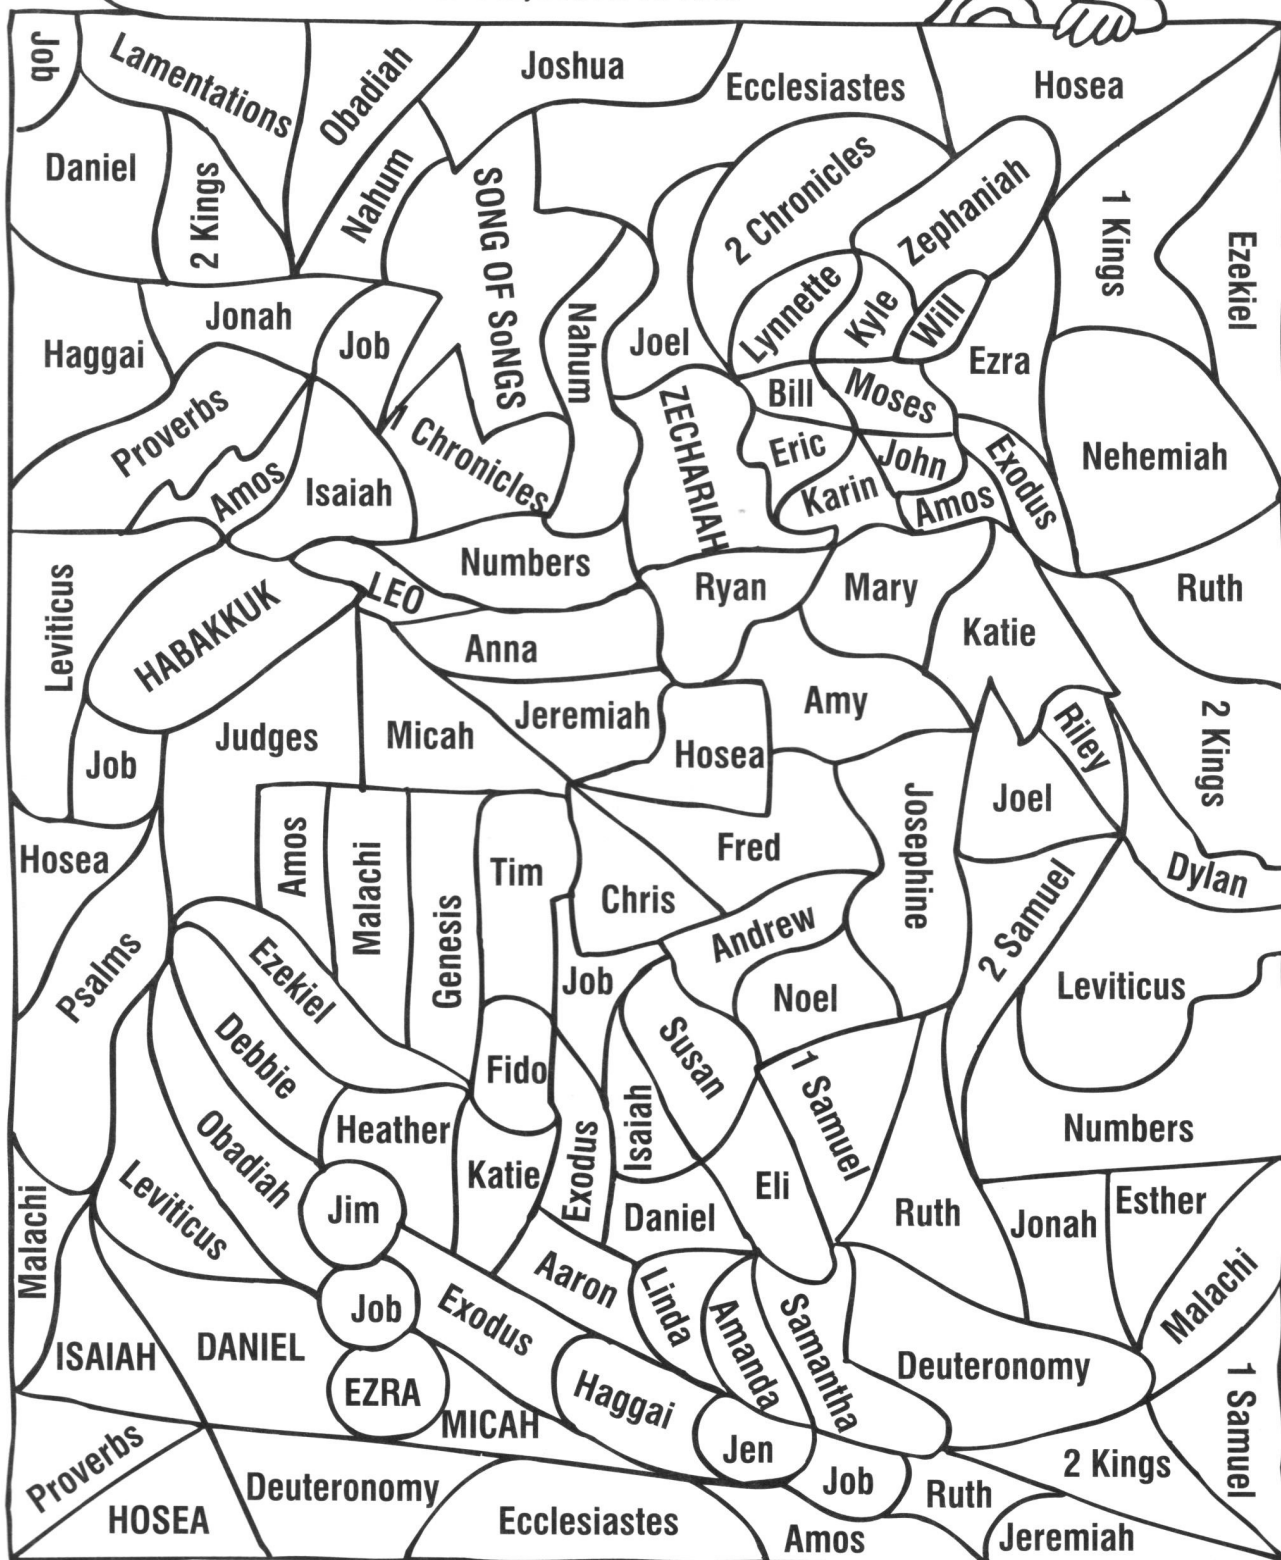 Job
Lamentations
Obadiah
Joshua
Ecclesiastes
Hosea
Daniel
2 Kings
Nahum
SONG OF SoNGS
2 Chronicles
Zephaniah
1 Kings
Ezekiel
Haggai
Jonah
Job
Nahum
Joel
Lynnette
Kyle
Will
Ezra
Proverbs
Amos
Isaiah
1 Chronicles
ZECHARIAH
Bill
Moses
Eric
John
Karin
Amos
Exodus
Nehemiah
Leviticus
HABAKKUK
LEO
Numbers
Ryan
Mary
Katie
Ruth
Anna
Job
Judges
Micah
Jeremiah
Hosea
Amy
Riley
2 Kings
Joel
Hosea
Amos
Malachi
Genesis
Tim
Chris
Fred
Josephine
Dylan
Psalms
Ezekiel
Job
Andrew
Noel
2 Samuel
Leviticus
Debbie
Fido
Susan
Isaiah
1 Samuel
Numbers
Obadiah
Heather
Katie
Exodus
Daniel
Eli
Ruth
Jonah
Esther
Malachi
Leviticus
Jim
Aaron
Linda
Amanda
Samantha
Malachi
ISAIAH
DANIEL
Job
Exodus
Deuteronomy
EZRA
MICAH
Haggai
Jen
1 Samuel
Proverbs
HOSEA
Deuteronomy
Ecclesiastes
Job
Amos
Ruth
2 Kings
Jeremiah